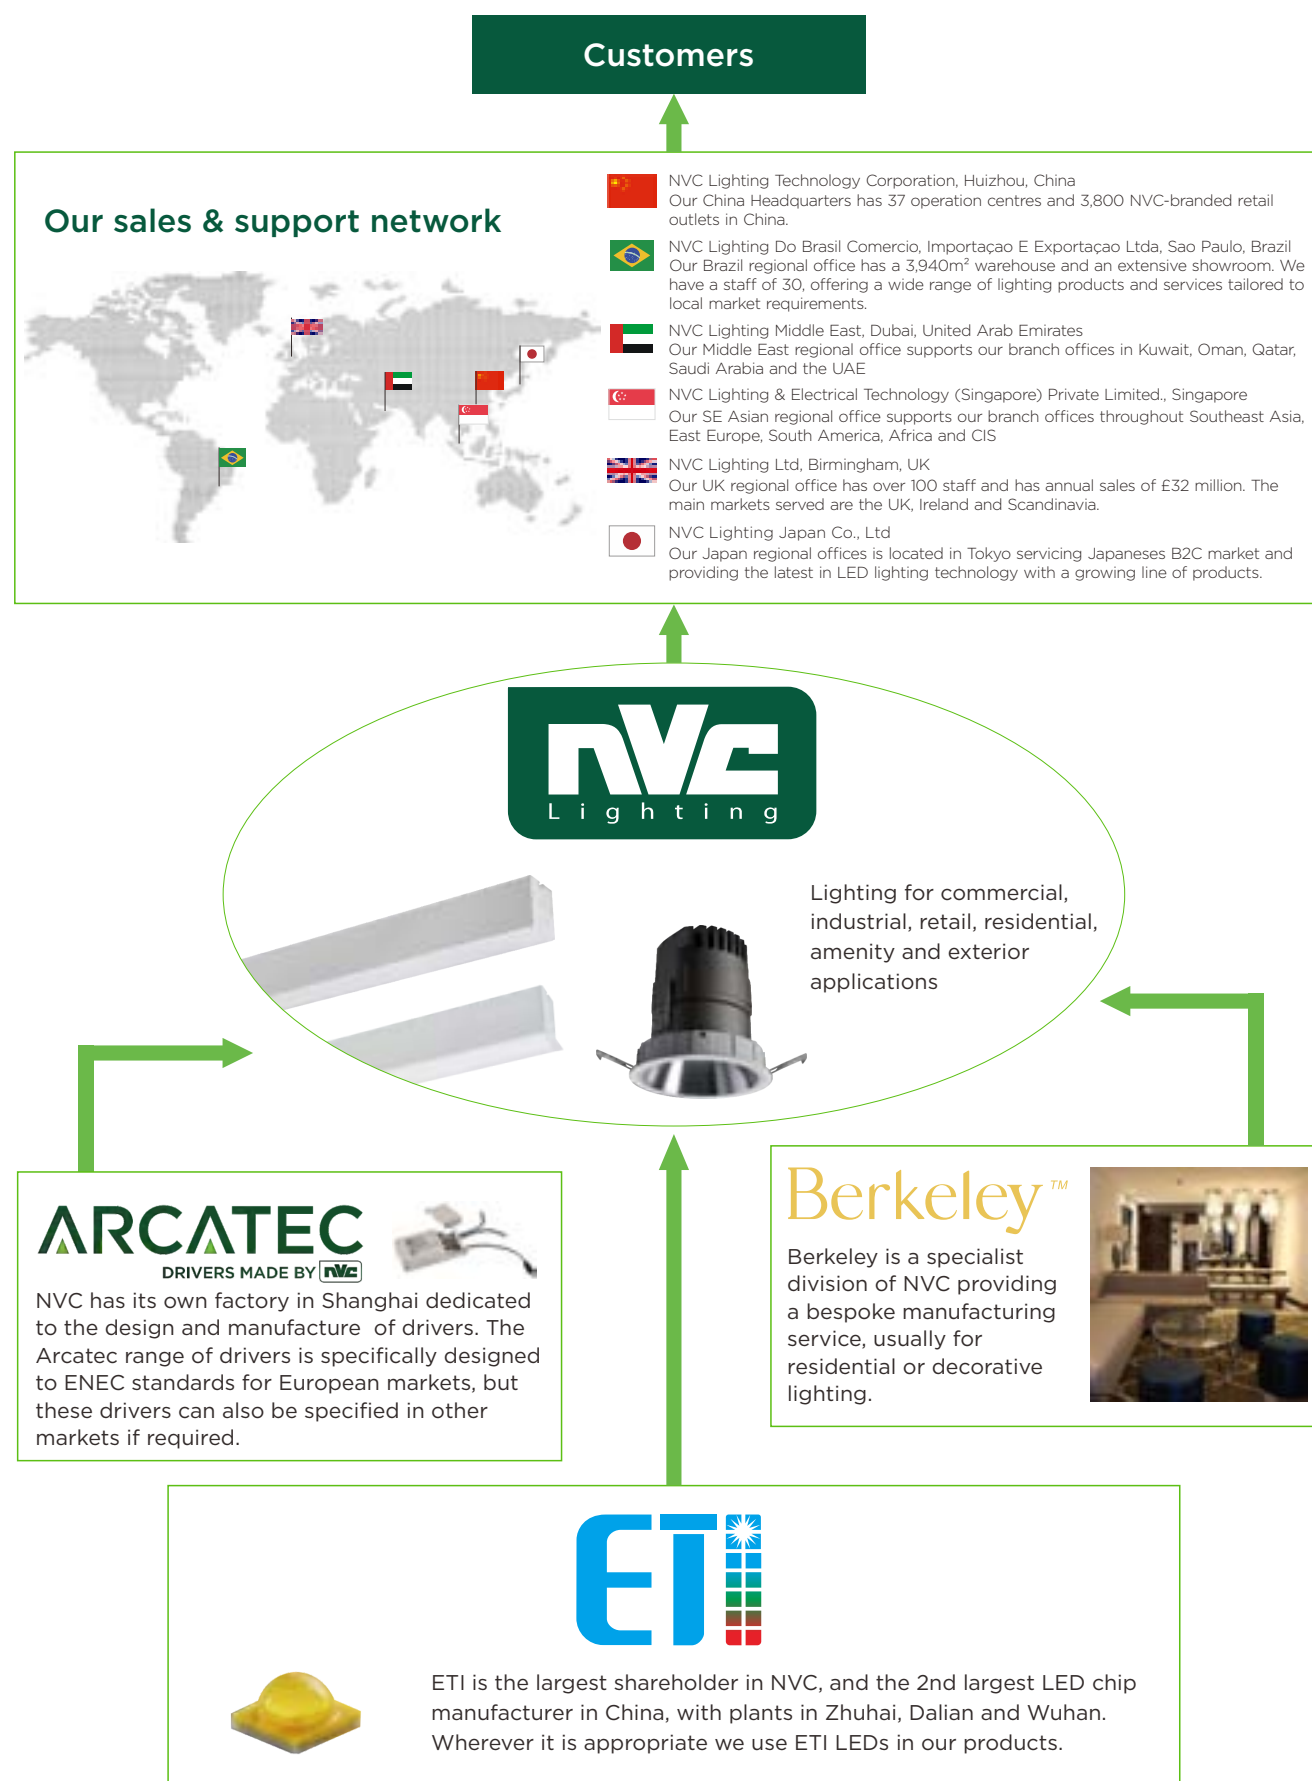 Customers
Our sales & support network
NVC Lighting Technology Corporation, Huizhou, China
Our China Headquarters has 37 operation centres and 3,800 NVC-branded retail
outlets in China.
NVC Lighting Do Brasil Comercio, Importaçao E Exportaçao Ltda, Sao Paulo, Brazil
Our Brazil regional office has a 3,940m² warehouse and an extensive showroom. We
have a staff of 30, offering a wide range of lighting products and services tailored to
local market requirements.
NVC Lighting Middle East, Dubai, United Arab Emirates
Our Middle East regional office supports our branch offices in Kuwait, Oman, Qatar,
Saudi Arabia and the UAE
NVC Lighting & Electrical Technology (Singapore) Private Limited., Singapore
Our SE Asian regional office supports our branch offices throughout Southeast Asia,
East Europe, South America, Africa and CIS
NVC Lighting Ltd, Birmingham, UK
Our UK regional office has over 100 staff and has annual sales of £32 million. The
main markets served are the UK, Ireland and Scandinavia.
NVC Lighting Japan Co., Ltd
Our Japan regional offices is located in Tokyo servicing Japaneses B2C market and
providing the latest in LED lighting technology with a growing line of products.
nVC
Lighting
Lighting for commercial,
industrial, retail, residential,
amenity and exterior
applications
ARCATEC
DRIVERS MADE BY nVC
NVC has its own factory in Shanghai dedicated
to the design and manufacture of drivers. The
Arcatec range of drivers is specifically designed
to ENEC standards for European markets, but
these drivers can also be specified in other
markets if required.
Berkeley™
Berkeley is a specialist
division of NVC providing
a bespoke manufacturing
service, usually for
residential or decorative
lighting.
ETI
ETI is the largest shareholder in NVC, and the 2nd largest LED chip
manufacturer in China, with plants in Zhuhai, Dalian and Wuhan.
Wherever it is appropriate we use ETI LEDs in our products.